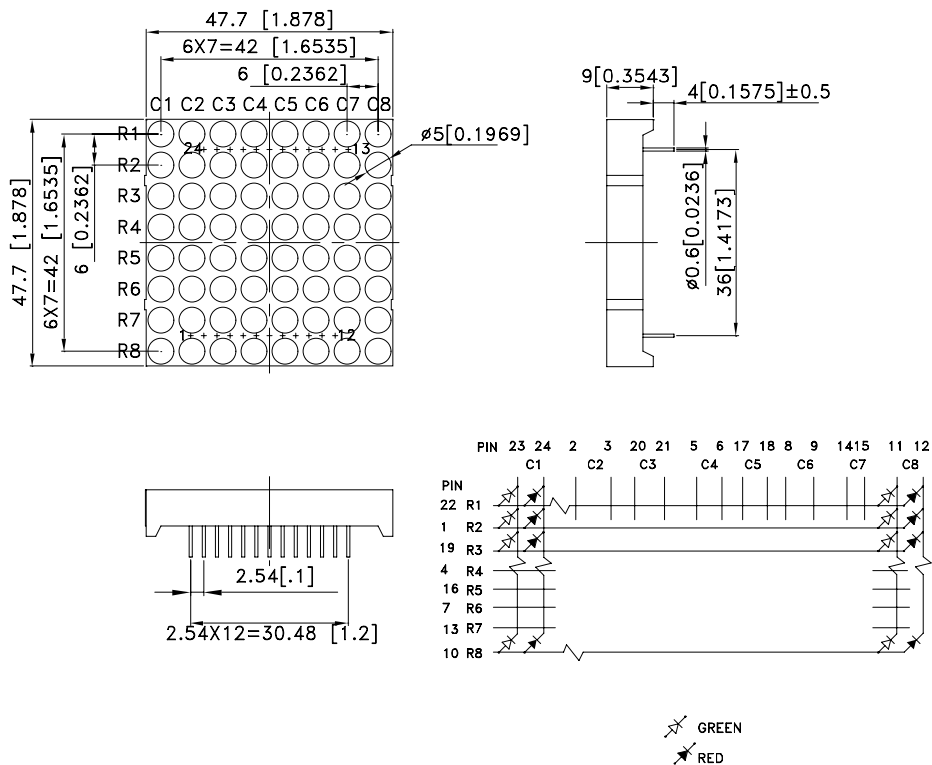 47.7 [1.878]
6X7=42 [1.6535]
6 [0.2362]
C1 C2 C3 C4 C5 C6 C7 C8
R1
24
13
ø5[0.1969]
R2
R3
R4
R5
R6
R7
1
12
R8
47.7 [1.878]
6X7=42 [1.6535]
6 [0.2362]
9[0.3543]
4[0.1575]±0.5
ø0.6[0.0236]
36[1.4173]
2.54[.1]
2.54X12=30.48 [1.2]
PIN 23 24 2 3 20 21 5 6 17 18 8 9 14 15 11 12
C1 C2 C3 C4 C5 C6 C7 C8
PIN
22 R1
1 R2
19 R3
4 R4
16 R5
7 R6
13 R7
10 R8
GREEN
RED